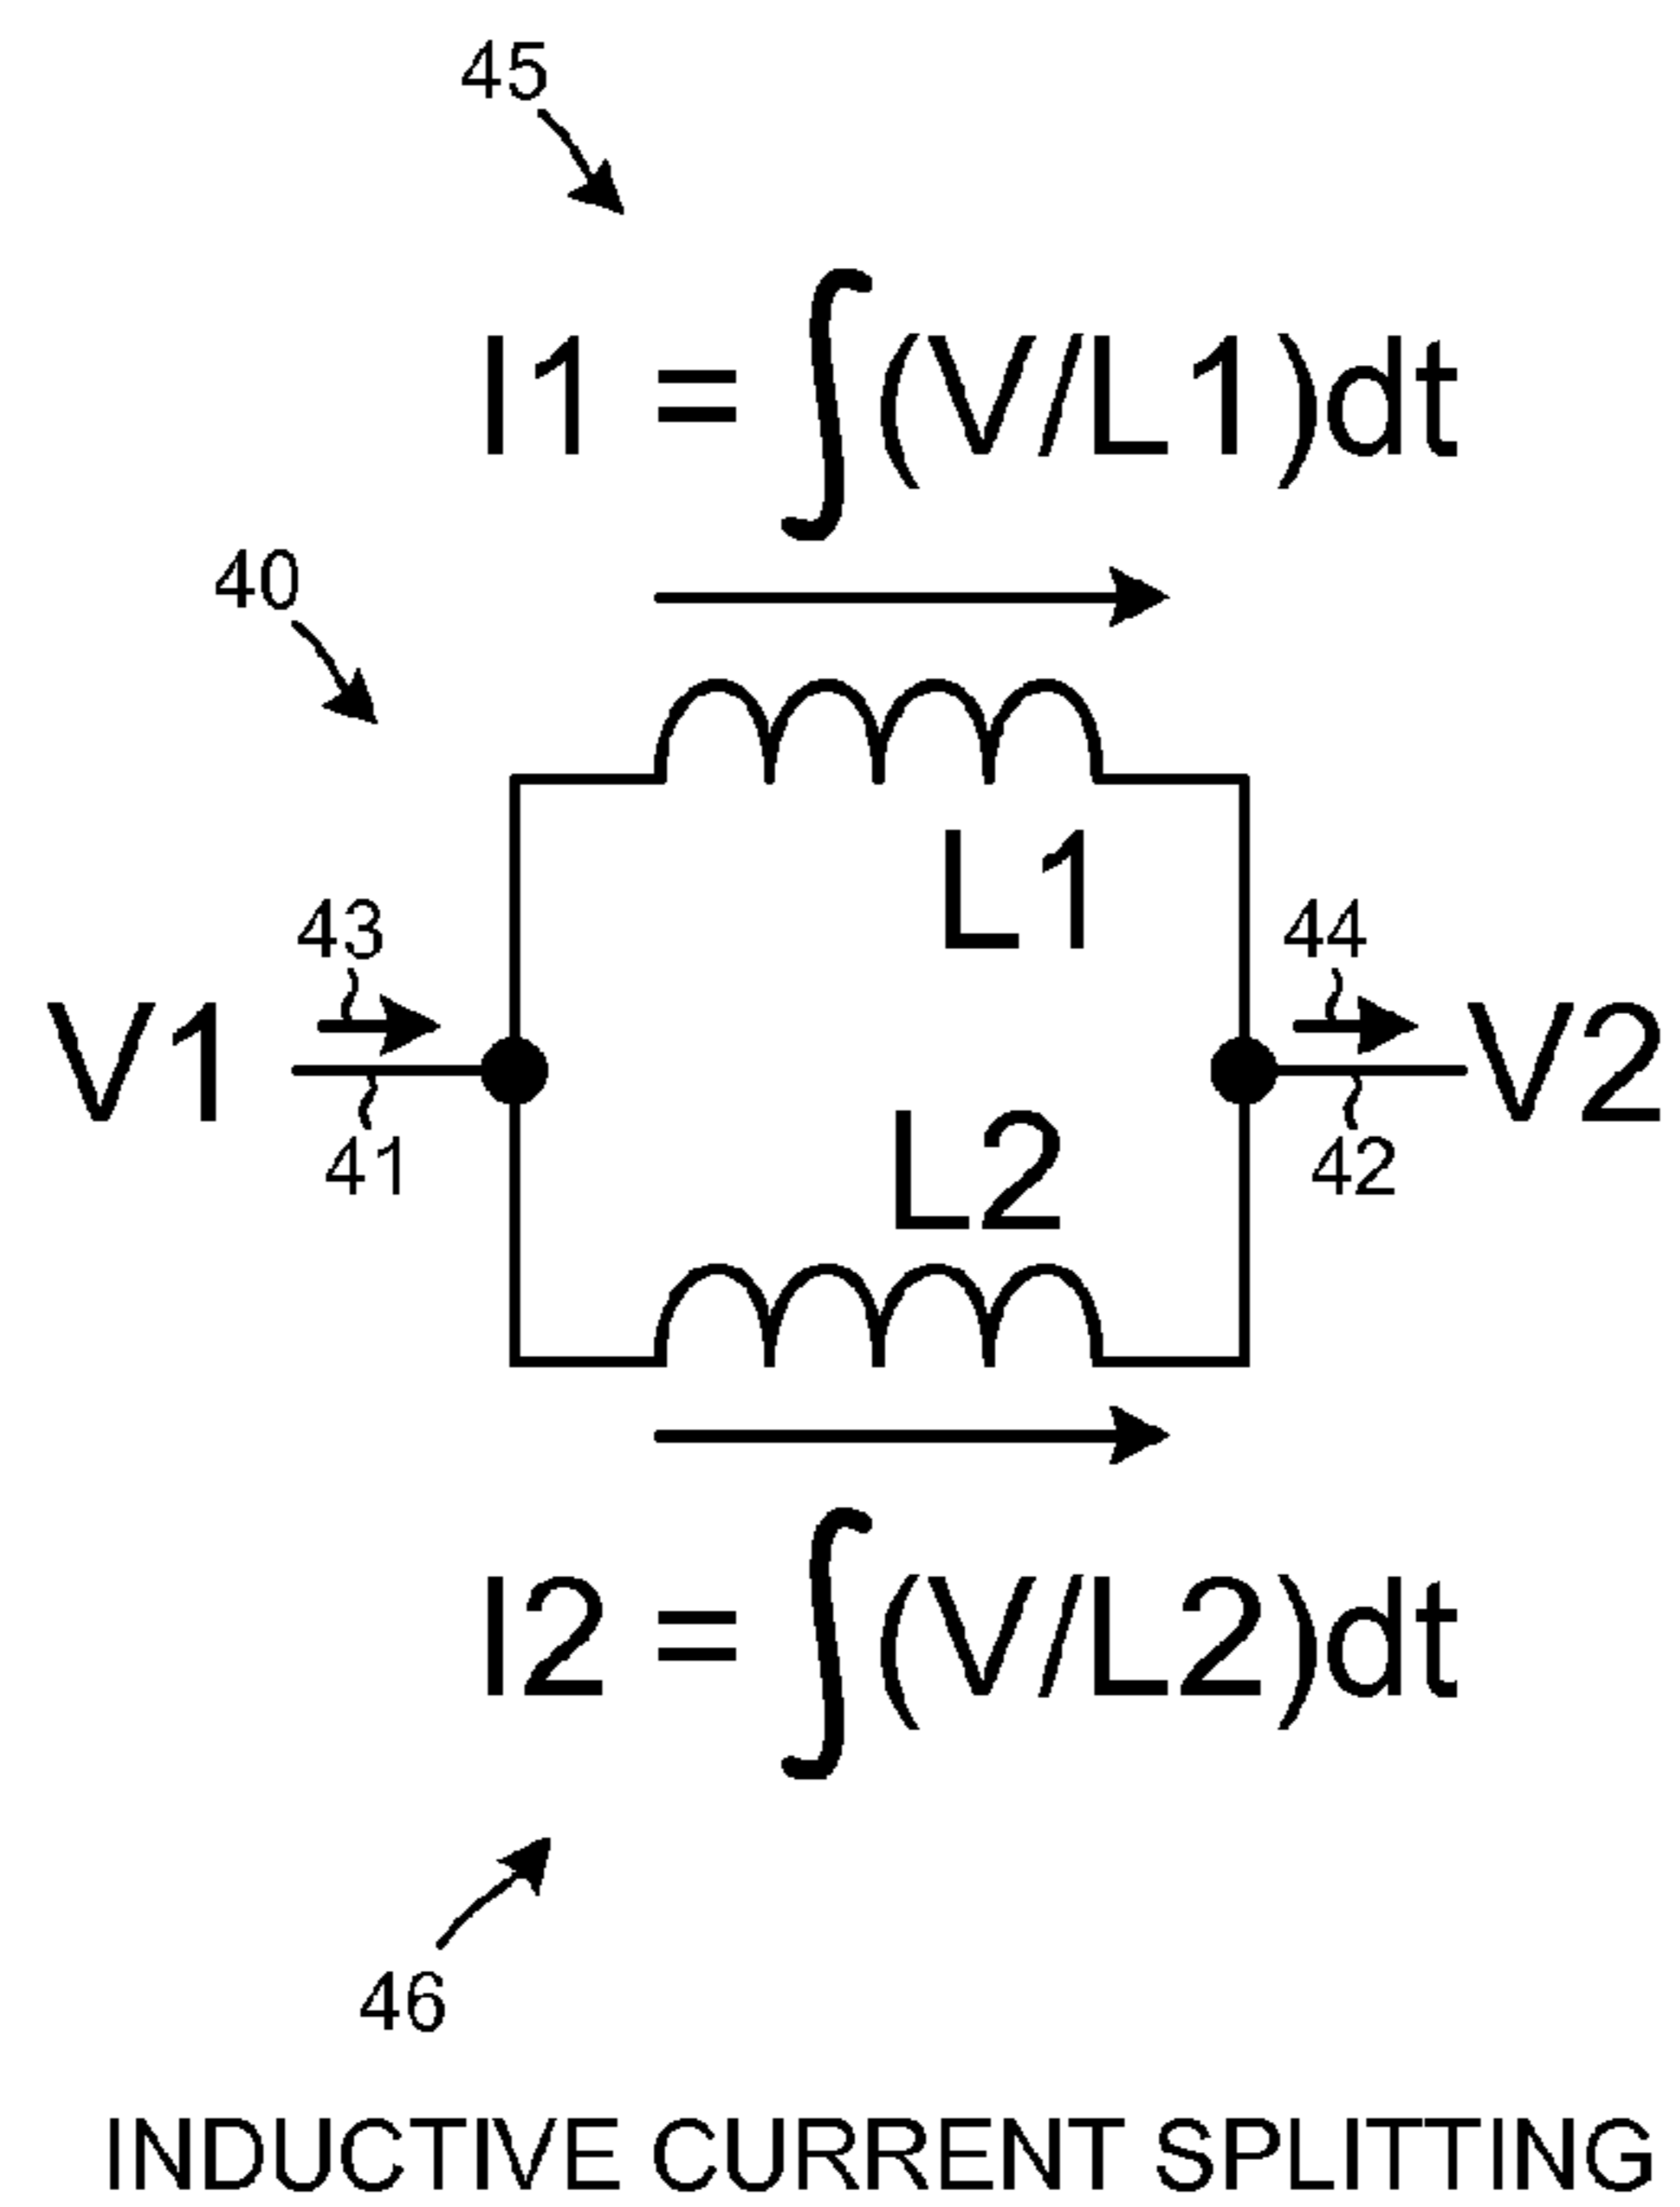 45
I1 = ∫(V/L1)dt
40
L1
43
44
V1
V2
41
42
L2
I2 = ∫(V/L2)dt
46
INDUCTIVE CURRENT SPLITTING